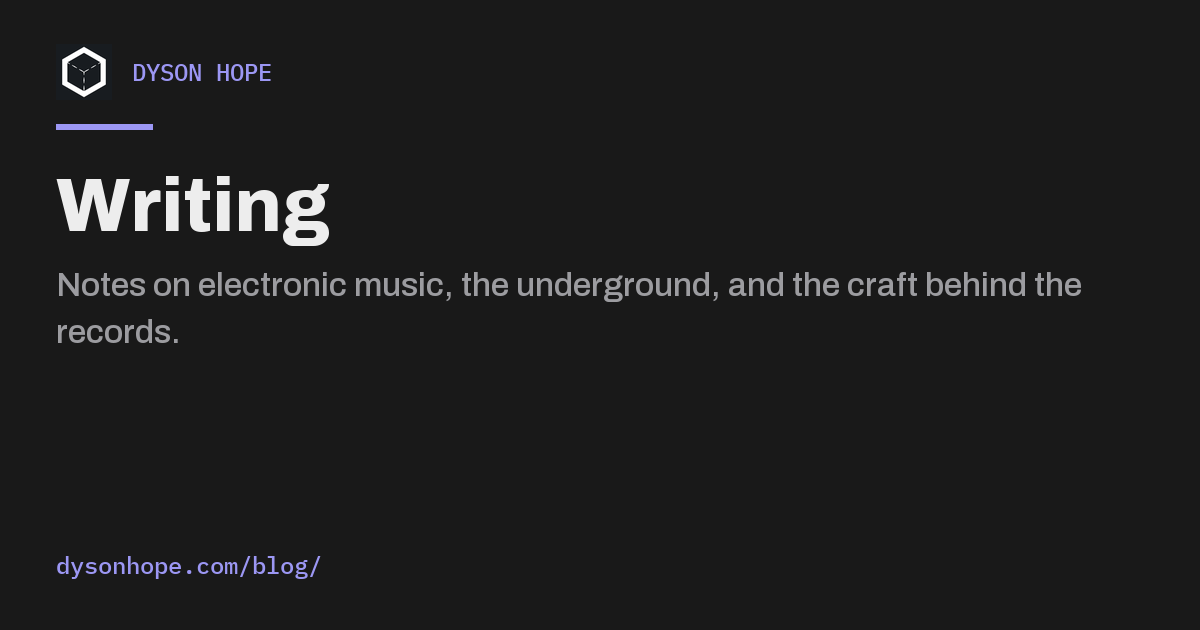 DYSON HOPE
Writing
Notes on electronic music, the underground, and the craft behind the
records.
dysonhope.com/blog/